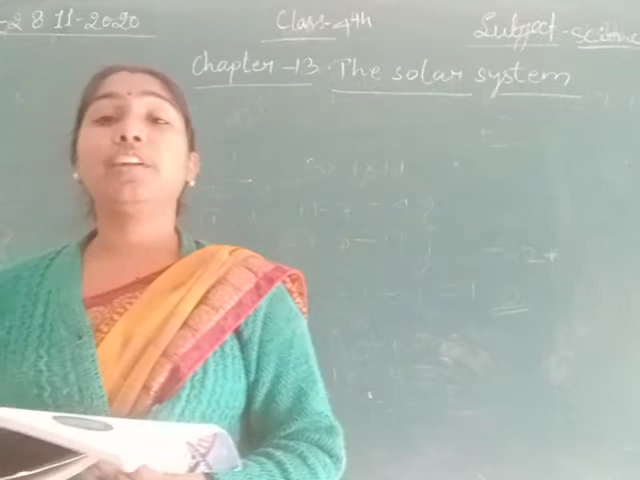 -28-11-2020 Class-4th Subject-science
Chapter-13. The solar system